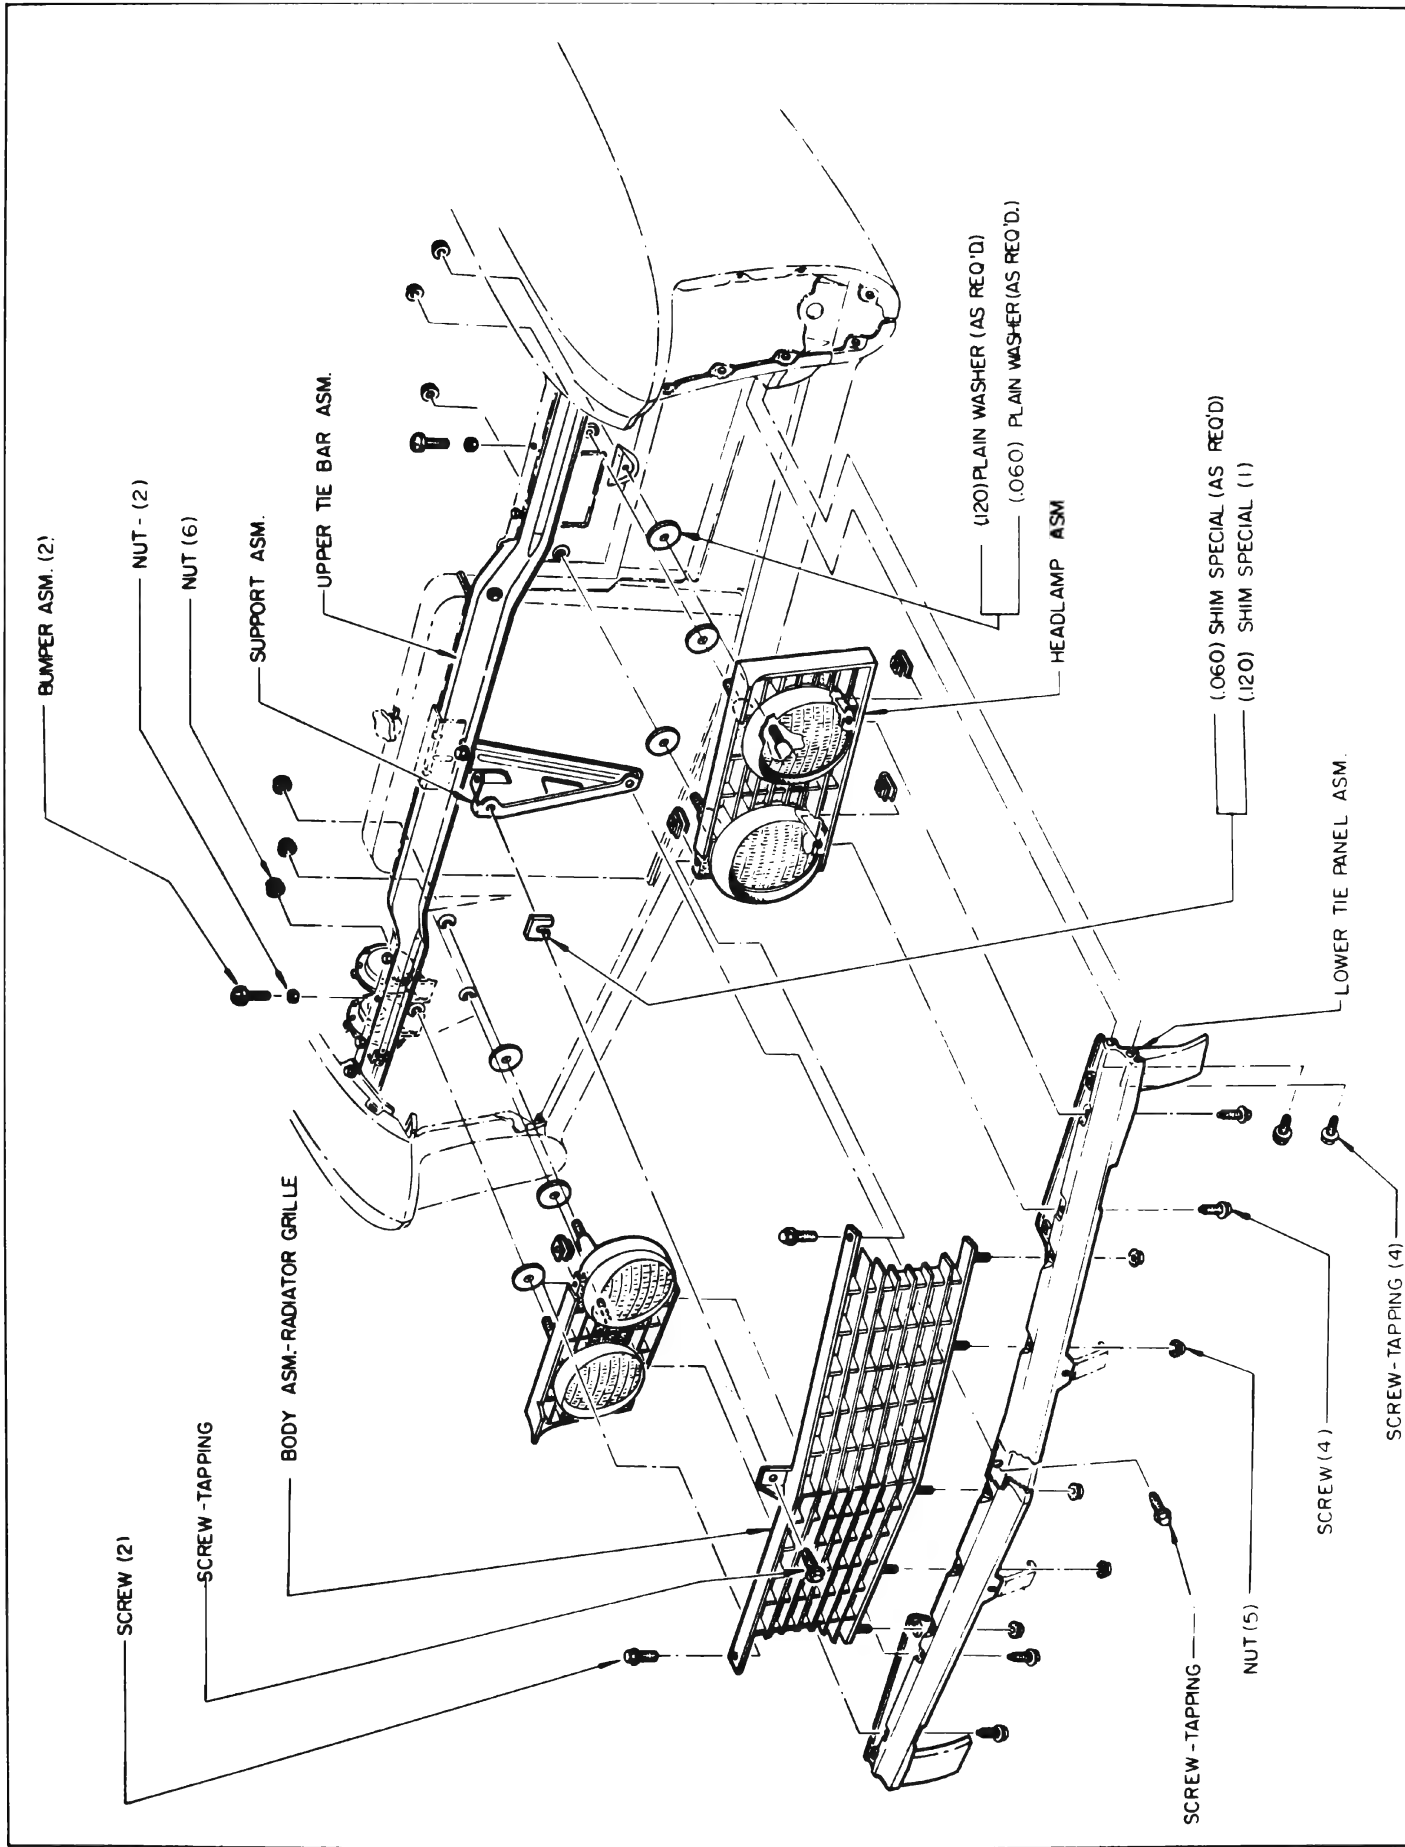 BUMPER ASM. (2)
NUT - (2)
NUT (6)
SUPPORT ASM.
UPPER TIE BAR ASM.
SCREW (2)
SCREW-TAPPING
BODY ASM.-RADIATOR GRILLE
(.120) PLAIN WASHER (AS REQ'D)
(.060) PLAIN WASHER (AS REQ'D.)
HEADLAMP ASM
(.060) SHIM SPECIAL (AS REQ'D)
(.120) SHIM SPECIAL (1)
LOWER TIE PANEL ASM.
SCREW-TAPPING
NUT (5)
SCREW (4)
SCREW-TAPPING (4)